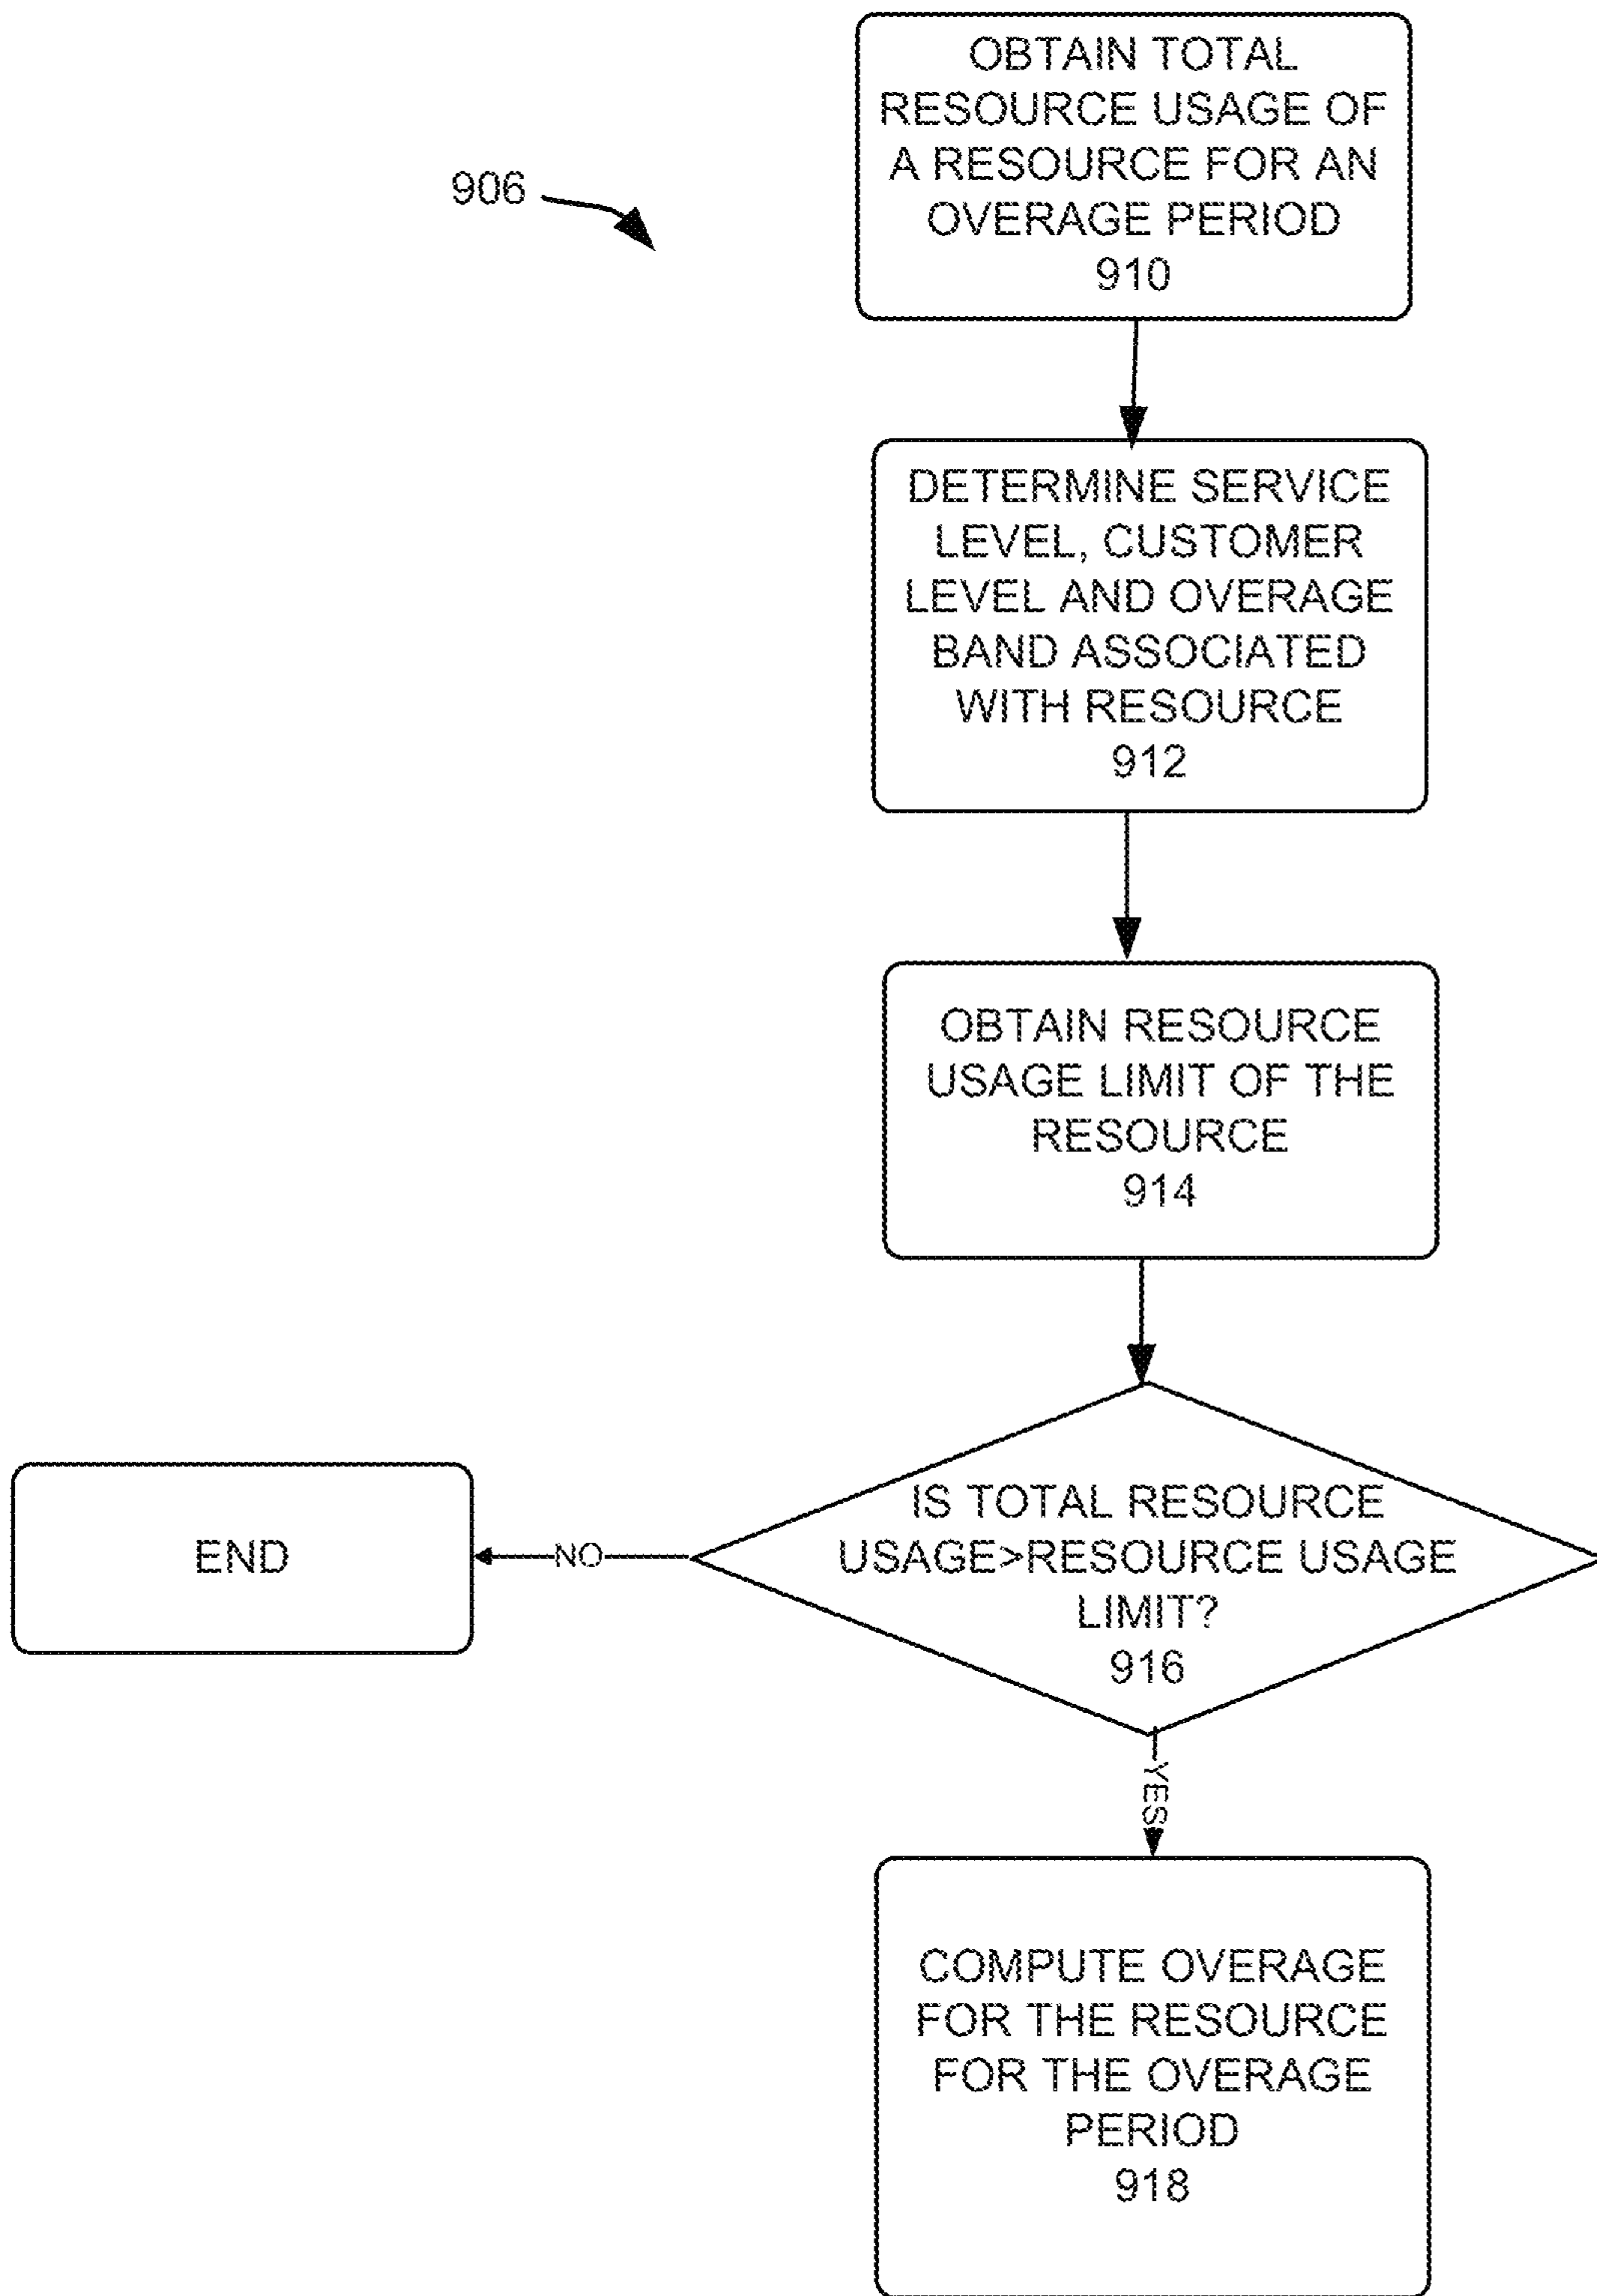 OBTAIN TOTAL
RESOURCE USAGE OF
A RESOURCE FOR AN
OVERAGE PERIOD
910
906
DETERMINE SERVICE
LEVEL, CUSTOMER
LEVEL AND OVERAGE
BAND ASSOCIATED
WITH RESOURCE
912
OBTAIN RESOURCE
USAGE LIMIT OF THE
RESOURCE
914
IS TOTAL RESOURCE
USAGE>RESOURCE USAGE
LIMIT?
916
NO
END
YES
COMPUTE OVERAGE
FOR THE RESOURCE
FOR THE OVERAGE
PERIOD
918